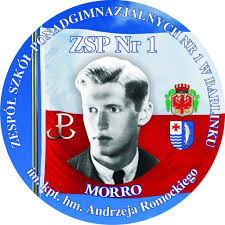 ZESPÓŁ SZKÓŁ PONADGIMNAZJALNYCH NR 1 W BARLINKU
ZSP Nr 1
MORRO
im. kpt. hm. Andrzeja Romockiego